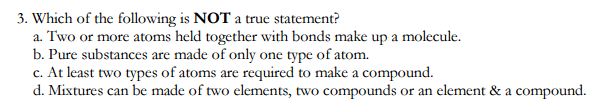 3. Which of the following is NOT a true statement?
a. Two or more atoms held together with bonds make up a molecule.
b. Pure substances are made of only one type of atom.
c. At least two types of atoms are required to make a compound.
d. Mixtures can be made of two elements, two compounds or an element & a compound.